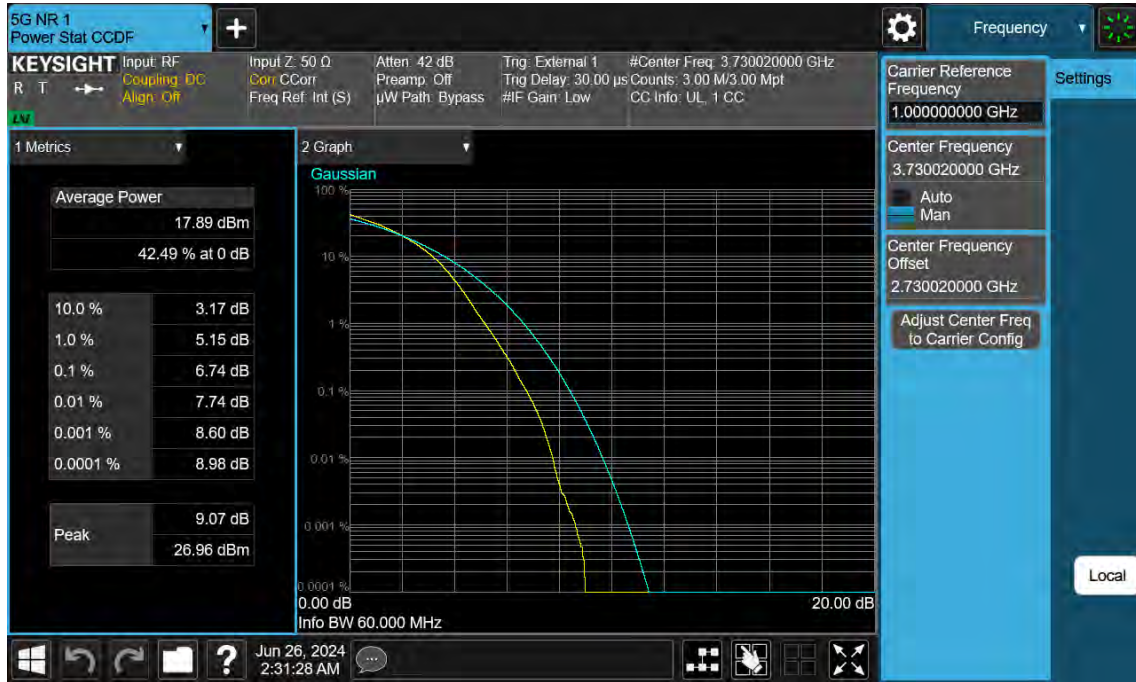 5G NR 1
Power Stat CCDF
+
Frequency
KEYSIGHT
R T
LXI
Input: RF
Coupling: DC
Align: Off
Input Z: 50 Ω
Corr CCorr
Freq Ref: Int (S)
Atten: 42 dB
Preamp: Off
µW Path: Bypass
Trig: External 1
Trig Delay: 30.00 µs
#IF Gain: Low
#Center Freq: 3.730020000 GHz
Counts: 3.00 M/3.00 Mpt
CC Info: UL, 1 CC
1 Metrics
Average Power
17.89 dBm
42.49 % at 0 dB
10.0 % 3.17 dB
1.0 % 5.15 dB
0.1 % 6.74 dB
0.01 % 7.74 dB
0.001 % 8.60 dB
0.0001 % 8.98 dB
Peak
9.07 dB
26.96 dBm
2 Graph
Gaussian
100 %
10 %
1 %
0.1 %
0.01 %
0.001 %
0.0001 %
0.00 dB 20.00 dB
Info BW 60.000 MHz
Carrier Reference
Frequency
1.000000000 GHz
Center Frequency
3.730020000 GHz
Auto
Man
Center Frequency
Offset
2.730020000 GHz
Adjust Center Freq
to Carrier Config
Settings
Local
?
Jun 26, 2024
2:31:28 AM